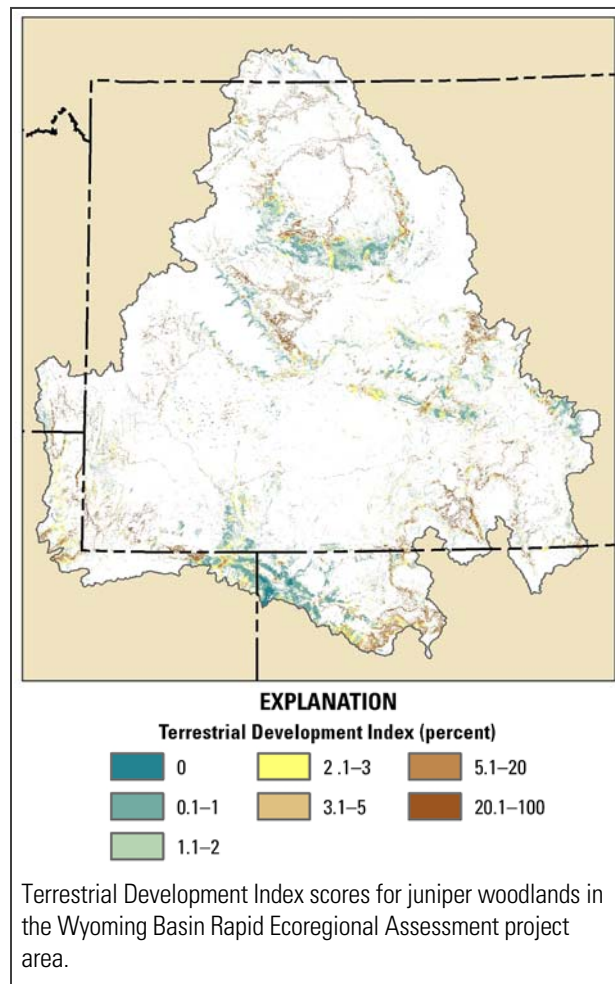 EXPLANATION
Terrestrial Development Index (percent)
0
2 .1–3
5.1–20
0.1–1
3.1–5
20.1–100
1.1–2
Terrestrial Development Index scores for juniper woodlands in
the Wyoming Basin Rapid Ecoregional Assessment project
area.